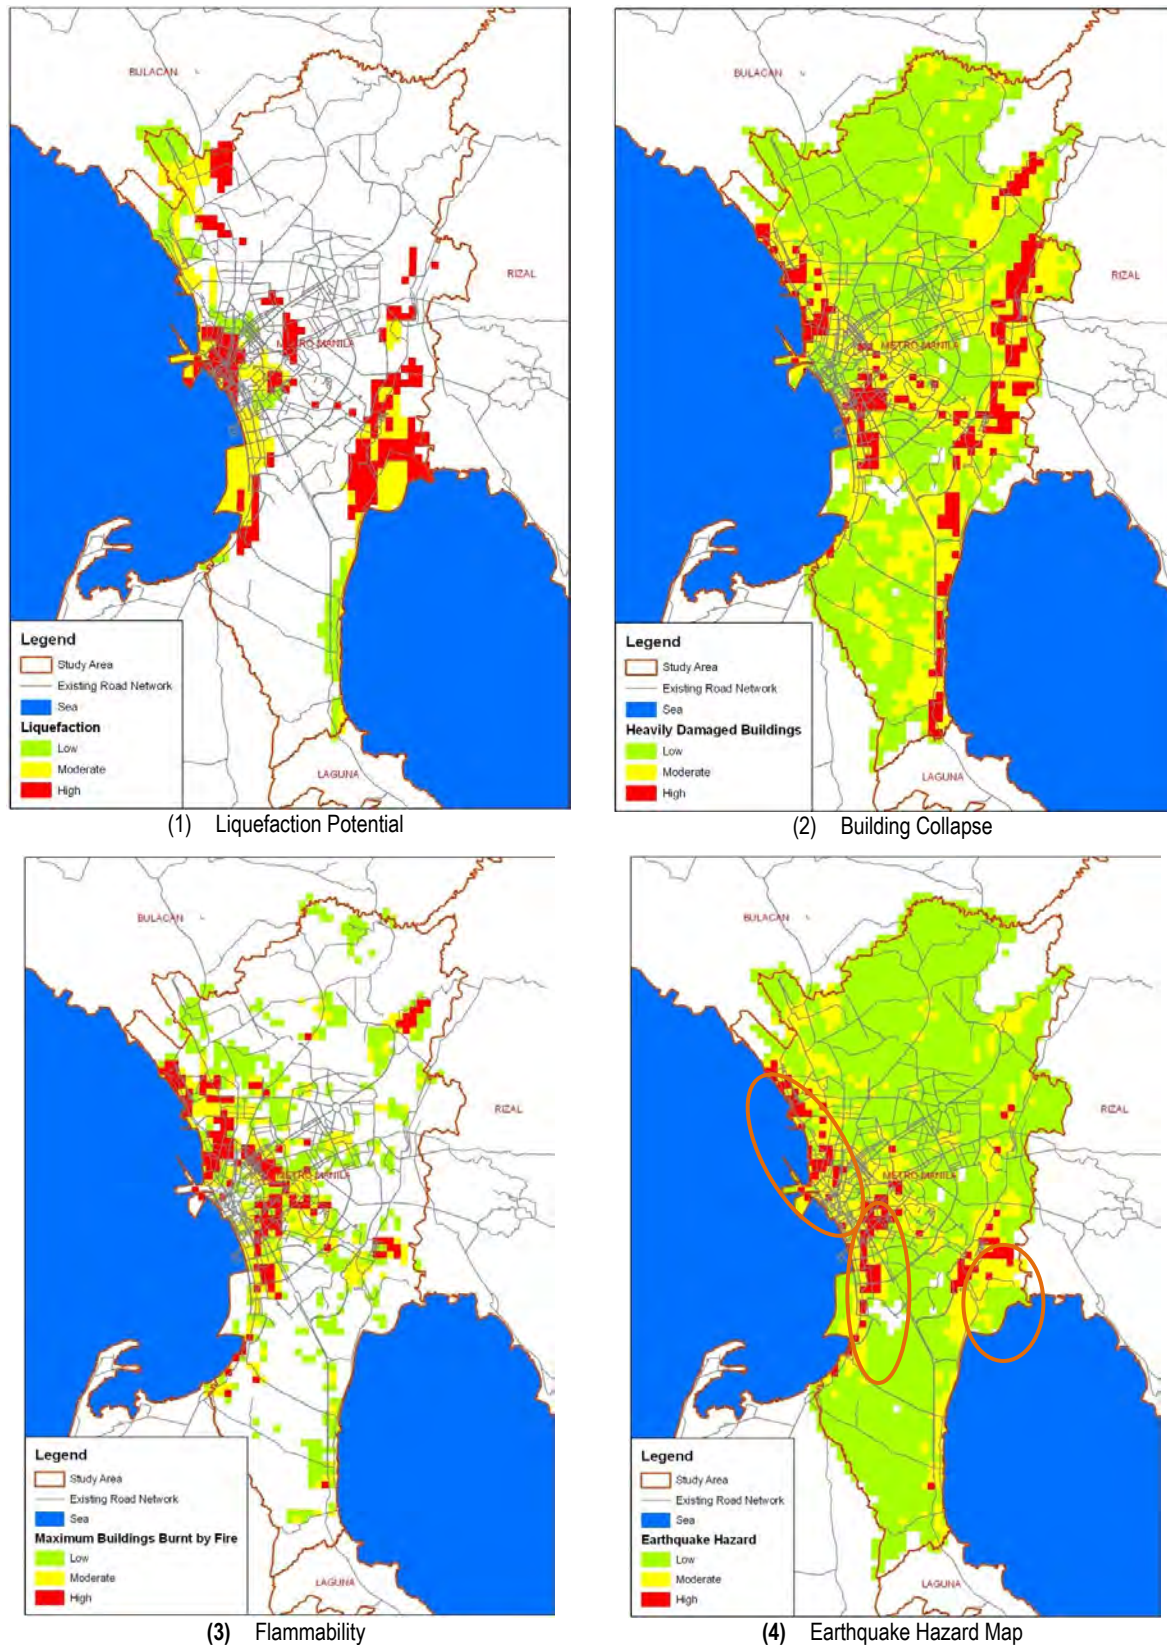 BULACAN
RIZAL
METRO MANILA
Legend
Study Area
Existing Road Network
Sea
Liquefaction
Low
Moderate
High
LAGUNA
(1) Liquefaction Potential
BULACAN
RIZAL
METRO MANILA
Legend
Study Area
Existing Road Network
Sea
Heavily Damaged Buildings
Low
Moderate
High
LAGUNA
(2) Building Collapse
BULACAN
RIZAL
METRO MANILA
Legend
Study Area
Existing Road Network
Sea
Maximum Buildings Burnt by Fire
Low
Moderate
High
LAGUNA
(3) Flammability
BULACAN
RIZAL
METRO MANILA
Legend
Study Area
Existing Road Network
Sea
Earthquake Hazard
Low
Moderate
High
LAGUNA
(4) Earthquake Hazard Map